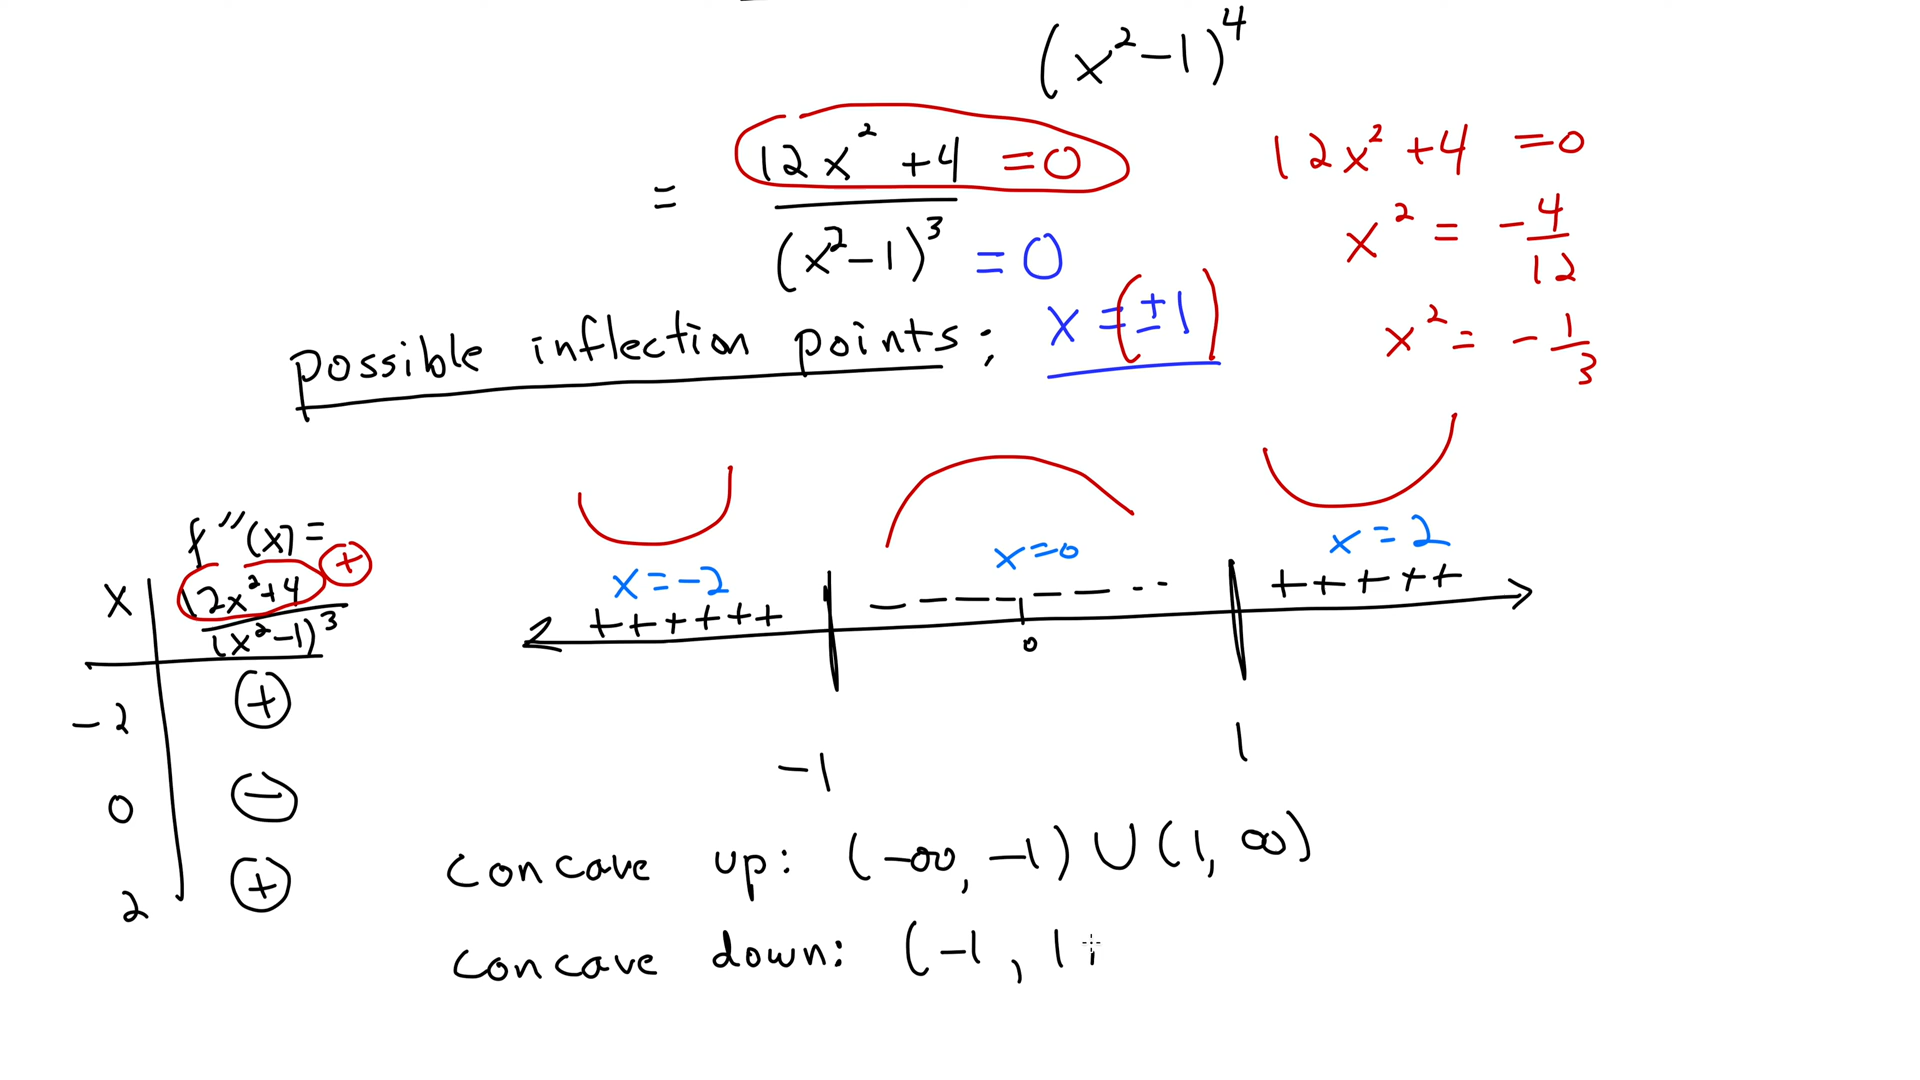 (x²-1)⁴
= 12x²+4 =0 / (x²-1)³ = 0
12x²+4 =0
x² = -4/12
x² = -1/3
Possible inflection points: x = (±1)
f''(x) =
x | 12x²+4 / (x²-1)³ +
-2 +
0 -
2 +
x=-2 x=0 x=2
++++++ - - - - - - - - +++++
0
-1 1
concave up: (-∞, -1) ∪ (1, ∞)
concave down: (-1, 1